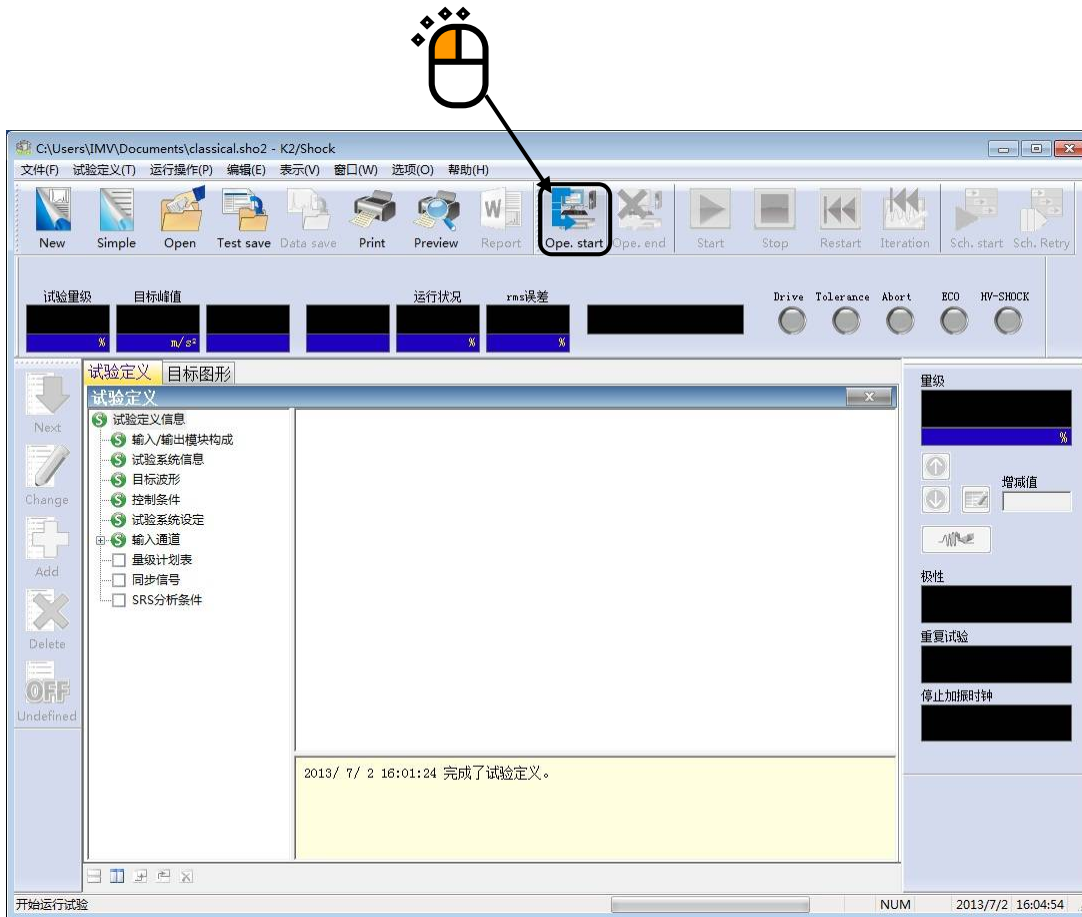 C:\Users\IMV\Documents\classical.sho2 - K2/Shock
文件(F) 试验定义(T) 运行操作(P) 编辑(E) 表示(V) 窗口(W) 选项(O) 帮助(H)
New Simple Open Test save Data save Print Preview Report Ope. start Ope. end Start Stop Restart Iteration Sch. start Sch. Retry
试验量级 目标峰值 运行状况 rms误差 Drive Tolerance Abort ECO HV-SHOCK
% m/s² % %
试验定义 目标图形
试验定义
Next
Change
Add
Delete
OFF
Undefined
试验定义信息
输入/输出模块构成
试验系统信息
目标波形
控制条件
试验系统设定
输入通道
量级计划表
同步信号
SRS分析条件
2013/ 7/ 2 16:01:24 完成了试验定义。
量级
%
增减值
极性
重复试验
停止加振时钟
开始运行试验 NUM 2013/7/2 16:04:54